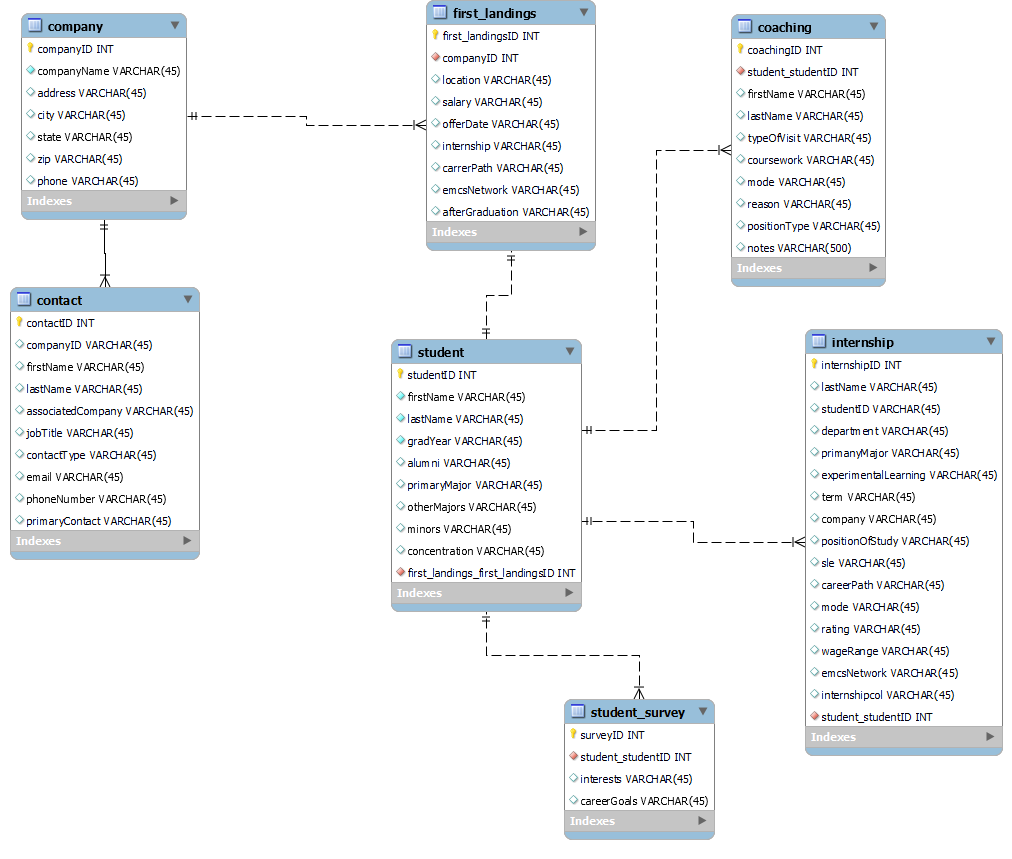 company
companyID INT
companyName VARCHAR(45)
address VARCHAR(45)
city VARCHAR(45)
state VARCHAR(45)
zip VARCHAR(45)
phone VARCHAR(45)
Indexes
first_landings
first_landingsID INT
companyID INT
location VARCHAR(45)
salary VARCHAR(45)
offerDate VARCHAR(45)
internship VARCHAR(45)
carrerPath VARCHAR(45)
emcsNetwork VARCHAR(45)
afterGraduation VARCHAR(45)
Indexes
coaching
coachingID INT
student_studentID INT
firstName VARCHAR(45)
lastName VARCHAR(45)
typeOfVisit VARCHAR(45)
coursework VARCHAR(45)
mode VARCHAR(45)
reason VARCHAR(45)
positionType VARCHAR(45)
notes VARCHAR(500)
Indexes
contact
contactID INT
companyID VARCHAR(45)
firstName VARCHAR(45)
lastName VARCHAR(45)
associatedCompany VARCHAR(45)
jobTitle VARCHAR(45)
contactType VARCHAR(45)
email VARCHAR(45)
phoneNumber VARCHAR(45)
primaryContact VARCHAR(45)
Indexes
student
studentID INT
firstName VARCHAR(45)
lastName VARCHAR(45)
gradYear VARCHAR(45)
alumni VARCHAR(45)
primaryMajor VARCHAR(45)
otherMajors VARCHAR(45)
minors VARCHAR(45)
concentration VARCHAR(45)
first_landings_first_landingsID INT
Indexes
internship
internshipID INT
lastName VARCHAR(45)
studentID VARCHAR(45)
department VARCHAR(45)
primanyMajor VARCHAR(45)
experimentalLearning VARCHAR(45)
term VARCHAR(45)
company VARCHAR(45)
positionOfStudy VARCHAR(45)
sle VARCHAR(45)
careerPath VARCHAR(45)
mode VARCHAR(45)
rating VARCHAR(45)
wageRange VARCHAR(45)
emcsNetwork VARCHAR(45)
internshipcol VARCHAR(45)
student_studentID INT
Indexes
student_survey
surveyID INT
student_studentID INT
interests VARCHAR(45)
careerGoals VARCHAR(45)
Indexes